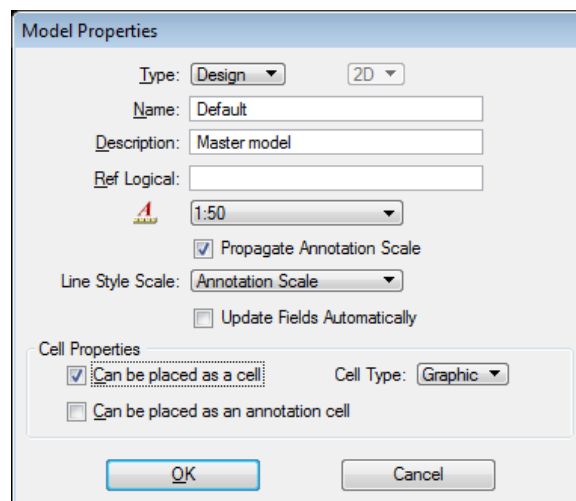 Model Properties
Type: Design 2D
Name: Default
Description: Master model
Ref Logical:
A 1:50
Propagate Annotation Scale
Line Style Scale: Annotation Scale
Update Fields Automatically
Cell Properties
Can be placed as a cell Cell Type: Graphic
Can be placed as an annotation cell
OK Cancel